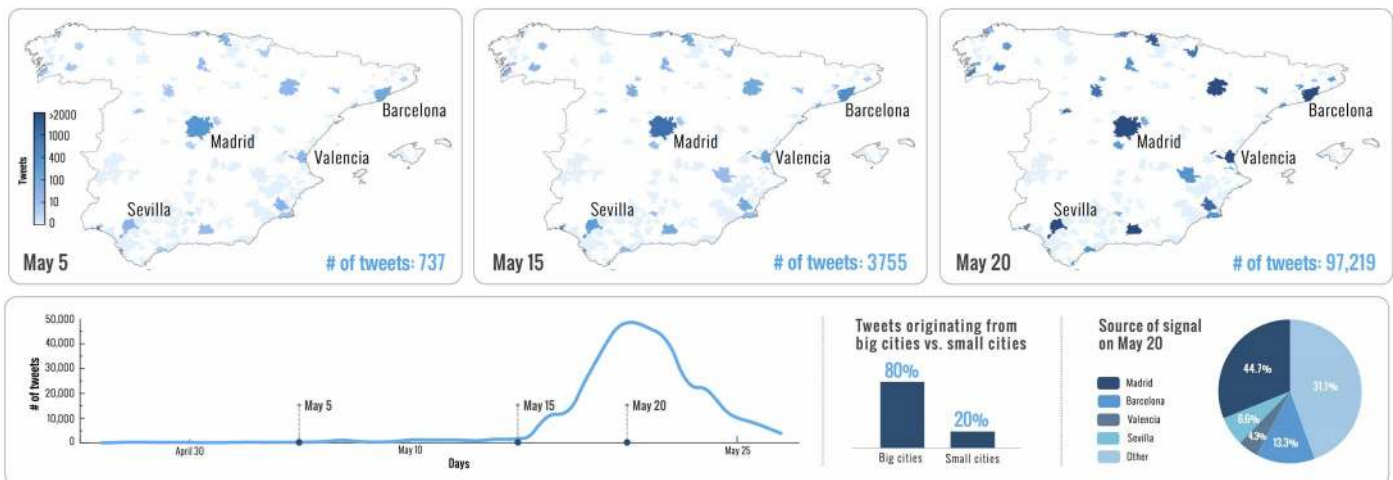 Barcelona
Madrid
Valencia
Sevilla
Tweets
>2000
1000
400
100
10
0
May 5
# of tweets: 737
Barcelona
Madrid
Valencia
Sevilla
May 15
# of tweets: 3755
Barcelona
Madrid
Valencia
Sevilla
May 20
# of tweets: 97,219
# of tweets
50,000
40,000
30,000
20,000
10,000
0
May 5
May 15
May 20
April 30
May 10
May 25
Days
Tweets originating from
big cities vs. small cities
80%
20%
Big cities
Small cities
Source of signal
on May 20
Madrid
Barcelona
Valencia
Sevilla
Other
44.7%
31.1%
6.6%
4.3%
13.3%